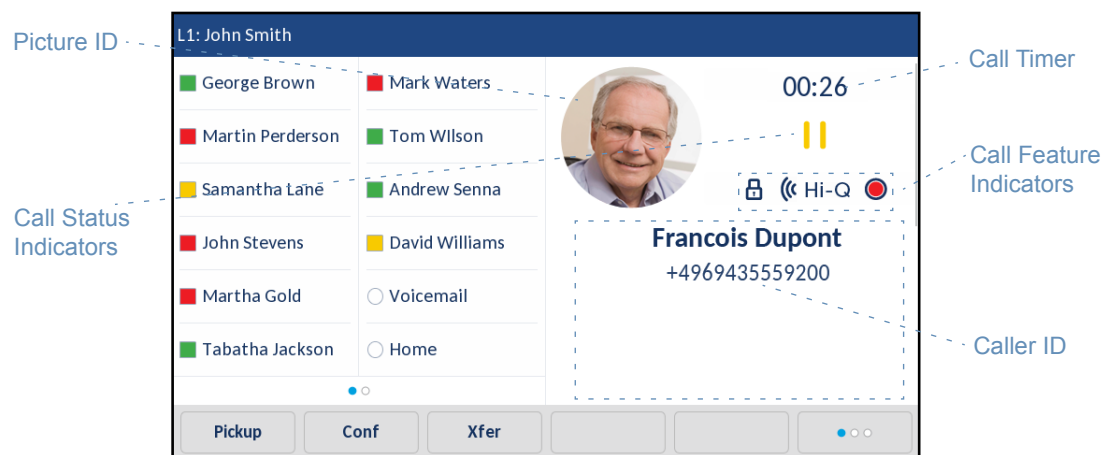 Picture ID
L1: John Smith
Call Timer
George Brown
Mark Waters
00:26
Martin Perderson
Tom WIlson
Call Feature
Indicators
Samantha Lane
Andrew Senna
Hi-Q
Call Status
Indicators
John Stevens
David Williams
Francois Dupont
+4969435559200
Martha Gold
Voicemail
Tabatha Jackson
Home
Caller ID
Pickup
Conf
Xfer